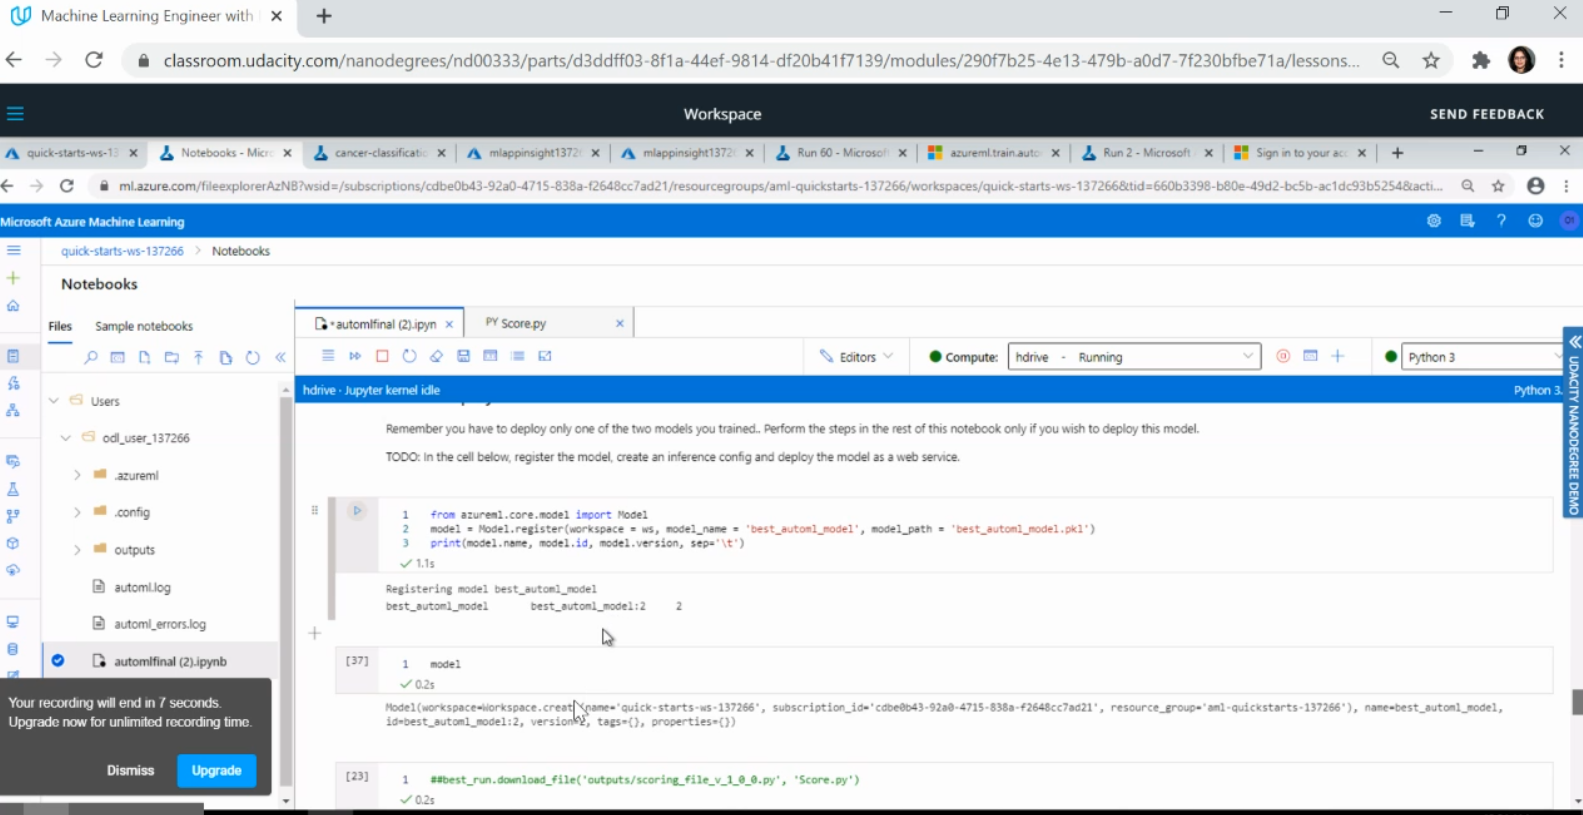 Machine Learning Engineer with
classroom.udacity.com/nanodegrees/nd00333/parts/d3ddff03-8f1a-44ef-9814-df20b41f7139/modules/290f7b25-4e13-479b-a0d7-7f230bfbe71a/lessons...
Workspace
SEND FEEDBACK
quick-starts-ws-13
Notebooks - Micro
cancer-classificatio
mlappinsight1372
mlappinsight1372
Run 60 - Microsoft
azureml.train.auto
Run 2 - Microsoft
Sign in to your acc
ml.azure.com/fileexplorerAzNB?wsid=/subscriptions/cdbe0b43-92a0-4715-838a-f2648cc7ad21/resourcegroups/aml-quickstarts-137266/workspaces/quick-starts-ws-137266&tid=660b3398-b80e-49d2-bc5b-ac1dc93b5254&acti...
Microsoft Azure Machine Learning
quick-starts-ws-137266 > Notebooks
Notebooks
Files Sample notebooks
*automlfinal (2).ipyn
PY Score.py
Editors
Compute: hdrive - Running
Python 3
hdrive · Jupyter kernel idle
Python 3.
UDACITY NANODEGREE DEMO
Users
odl_user_137266
.azureml
.config
outputs
automl.log
automl_errors.log
automlfinal (2).ipynb
Remember you have to deploy only one of the two models you trained.. Perform the steps in the rest of this notebook only if you wish to deploy this model.
TODO: In the cell below, register the model, create an inference config and deploy the model as a web service.
1 from azureml.core.model import Model
2 model = Model.register(workspace = ws, model_name = 'best_automl_model', model_path = 'best_automl_model.pkl')
3 print(model.name, model.id, model.version, sep='\t')
1.1s
Registering model best_automl_model
best_automl_model best_automl_model:2 2
[37] 1 model
0.2s
Model(workspace=Workspace.create(name='quick-starts-ws-137266', subscription_id='cdbe0b43-92a0-4715-838a-f2648cc7ad21', resource_group='aml-quickstarts-137266'), name=best_automl_model,
id=best_automl_model:2, version=2, tags={}, properties={})
[23] 1 ##best_run.download_file('outputs/scoring_file_v_1_0_0.py', 'Score.py')
0.2s
Your recording will end in 7 seconds.
Upgrade now for unlimited recording time.
Dismiss
Upgrade